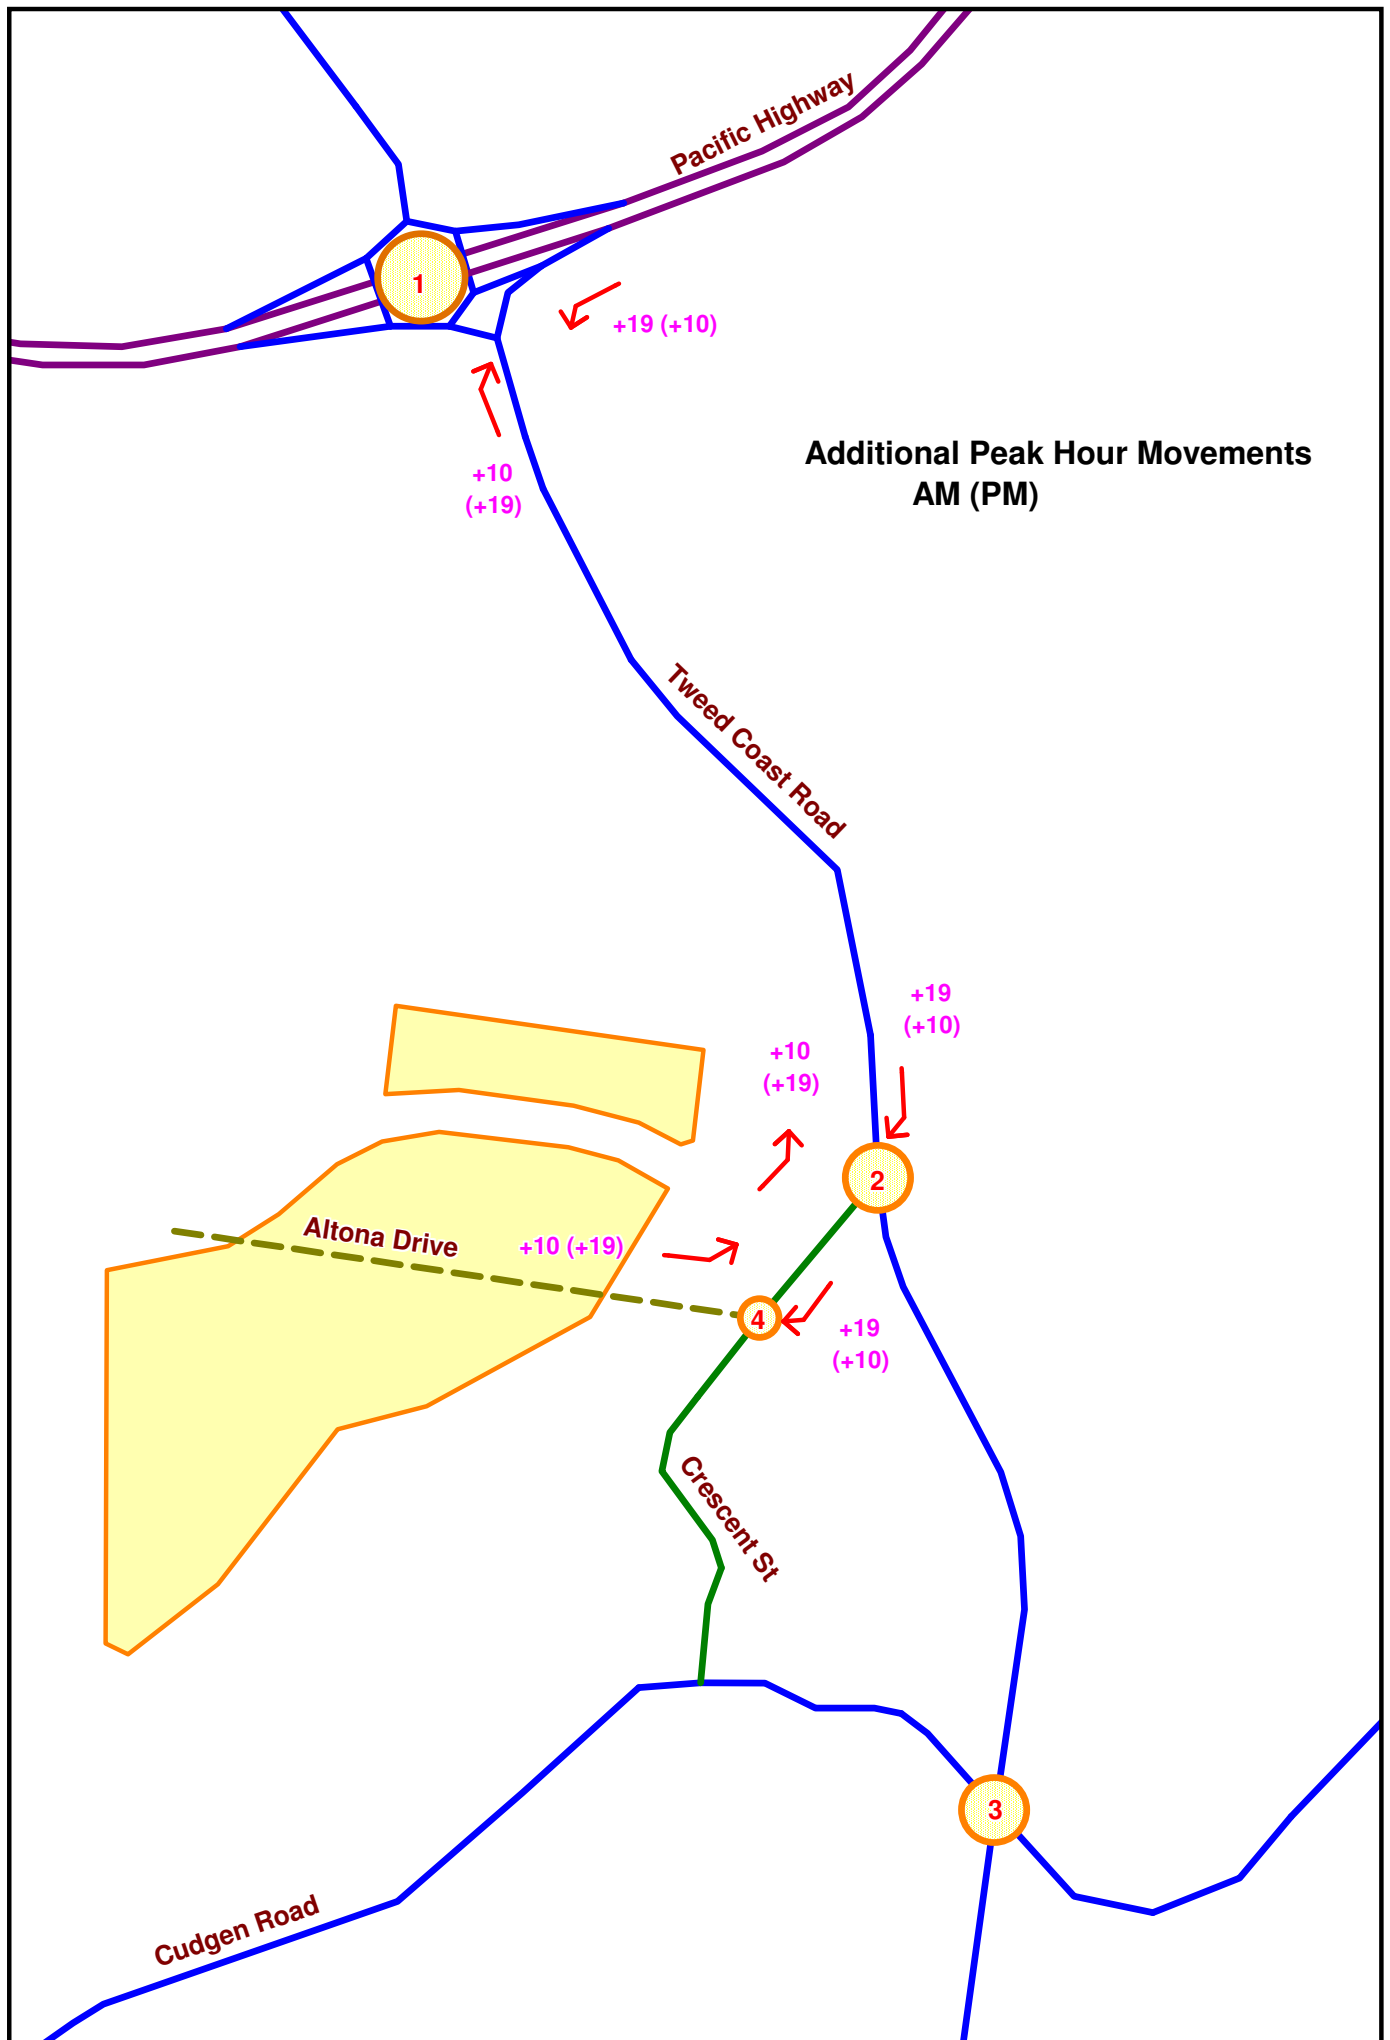 Pacific Highway
1
+19 (+10)
+10
(+19)
Additional Peak Hour Movements
AM (PM)
Tweed Coast Road
+19
(+10)
+10
(+19)
2
Altona Drive
+10 (+19)
4
+19
(+10)
Crescent St
3
Cudgen Road